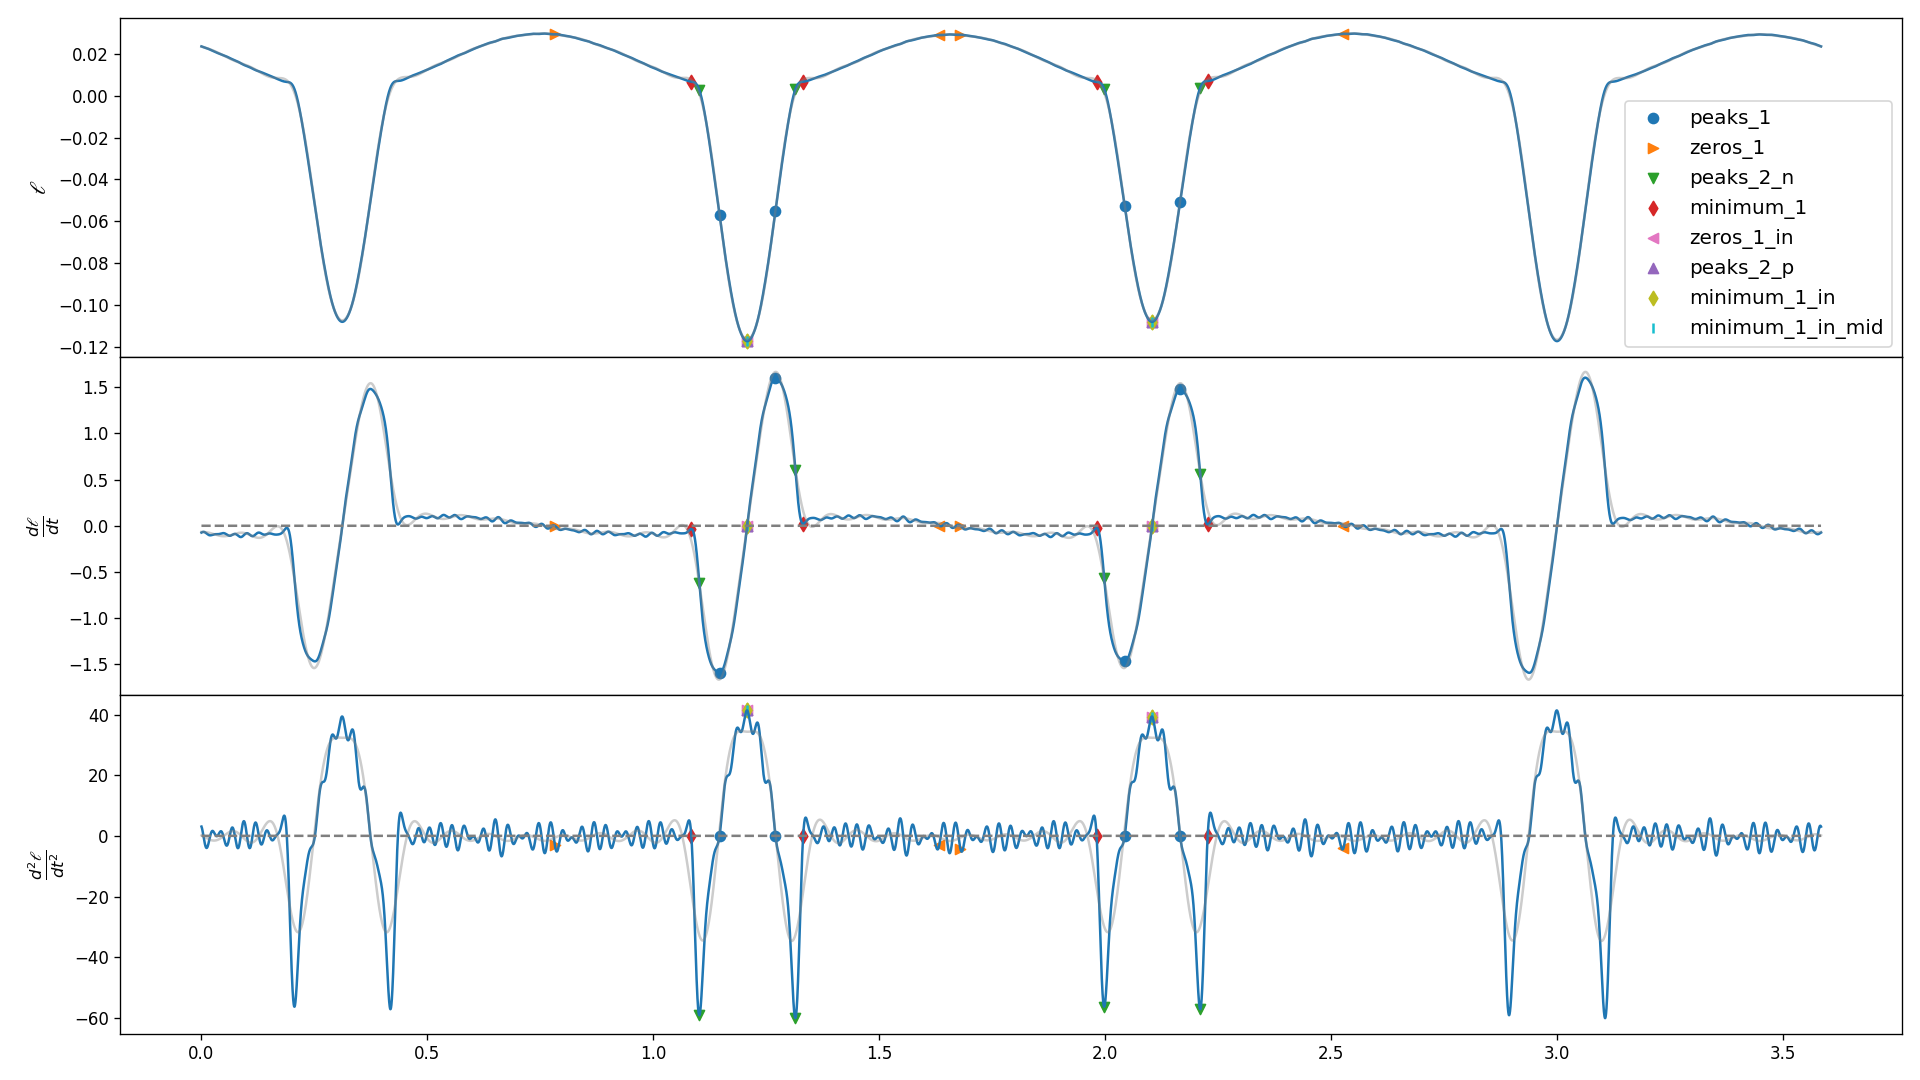 0.02
0.00
−0.02
−0.04
−0.06
−0.08
−0.10
−0.12
ℓ
peaks_1
zeros_1
peaks_2_n
minimum_1
zeros_1_in
peaks_2_p
minimum_1_in
minimum_1_in_mid
1.5
1.0
0.5
0.0
−0.5
−1.0
−1.5
dℓ
dt
40
20
0
−20
−40
−60
d²ℓ
dt²
0.0 0.5 1.0 1.5 2.0 2.5 3.0 3.5